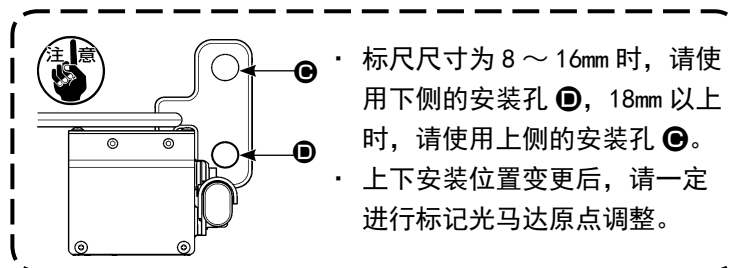 注意
C
D
· 标尺尺寸为 8 ～ 16mm 时，请使
用下侧的安装孔 D，18mm 以上
时，请使用上侧的安装孔 C。
· 上下安装位置变更后，请一定
进行标记光马达原点调整。